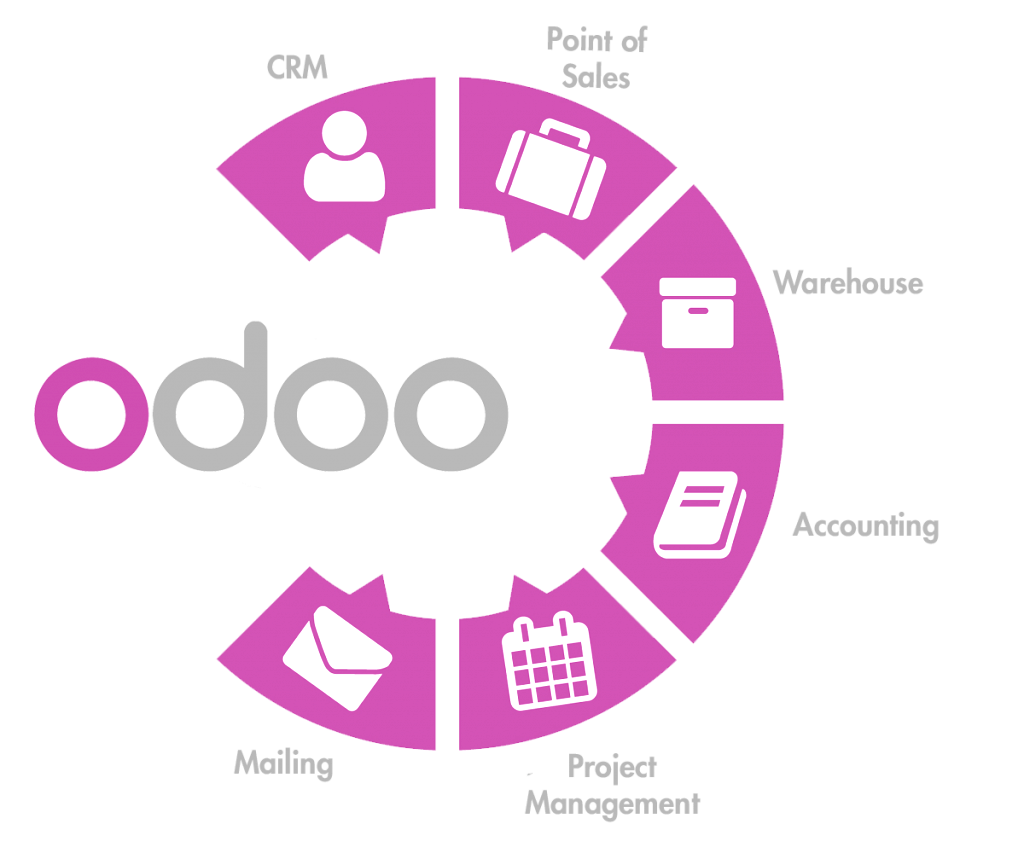 CRM
Point of
Sales
Warehouse
odoo
Accounting
Mailing
Project
Management